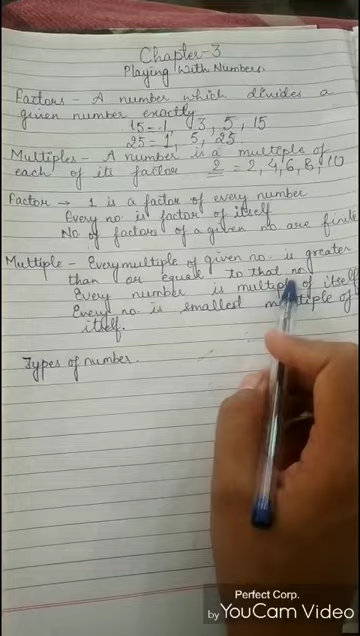 Chapter-3
Playing With Numbers
Factors - A number which divides a
given number exactly
15 = 1, 3, 5, 15
25 = 1, 5, 25
Multiples - A number is a multiple of
each of its factor 2 = 2, 4, 6, 8, 10
Factor → 1 is a factor of every number
Every no. is factor of itself
No of factors of a given no are finite
Multiple - Every multiple of given no. is greater
than or equal to that no.
Every number is multiple of itself
Every no is smallest multiple of
itself.
Types of number.
Perfect Corp.
by YouCam Video